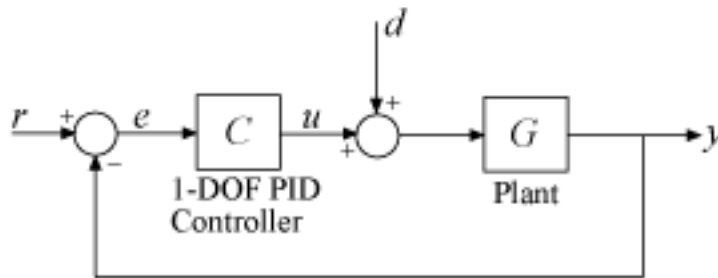 d
r + e C u + + G y
−
1-DOF PID
Controller
Plant